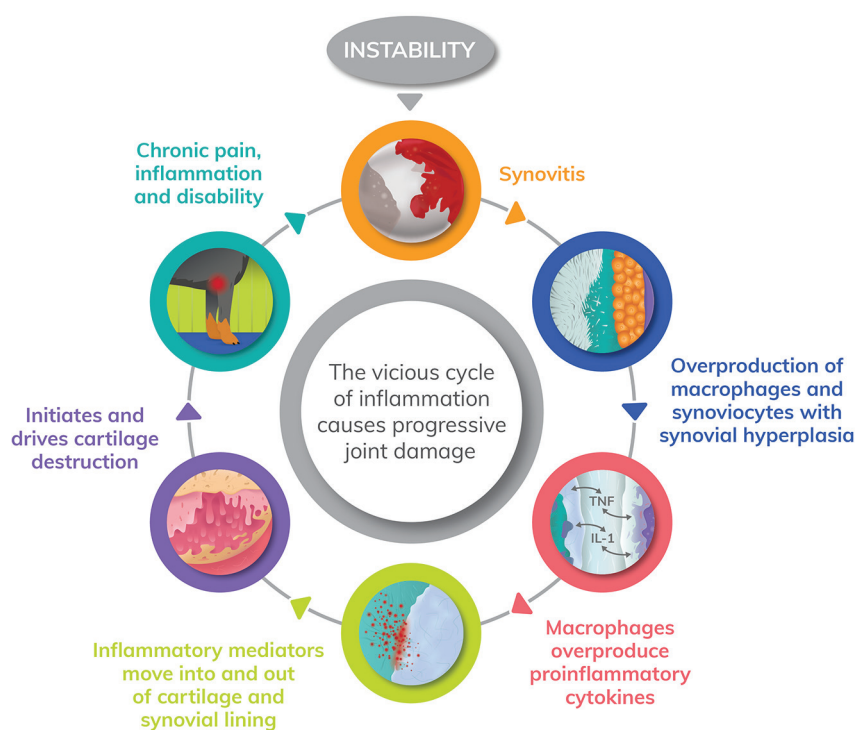 INSTABILITY
Synovitis
Overproduction of
macrophages and
synoviocytes with
synovial hyperplasia
TNF
IL-1
Macrophages
overproduce
proinflammatory
cytokines
Inflammatory mediators
move into and out
of cartilage and
synovial lining
Initiates and
drives cartilage
destruction
Chronic pain,
inflammation
and disability
The vicious cycle
of inflammation
causes progressive
joint damage